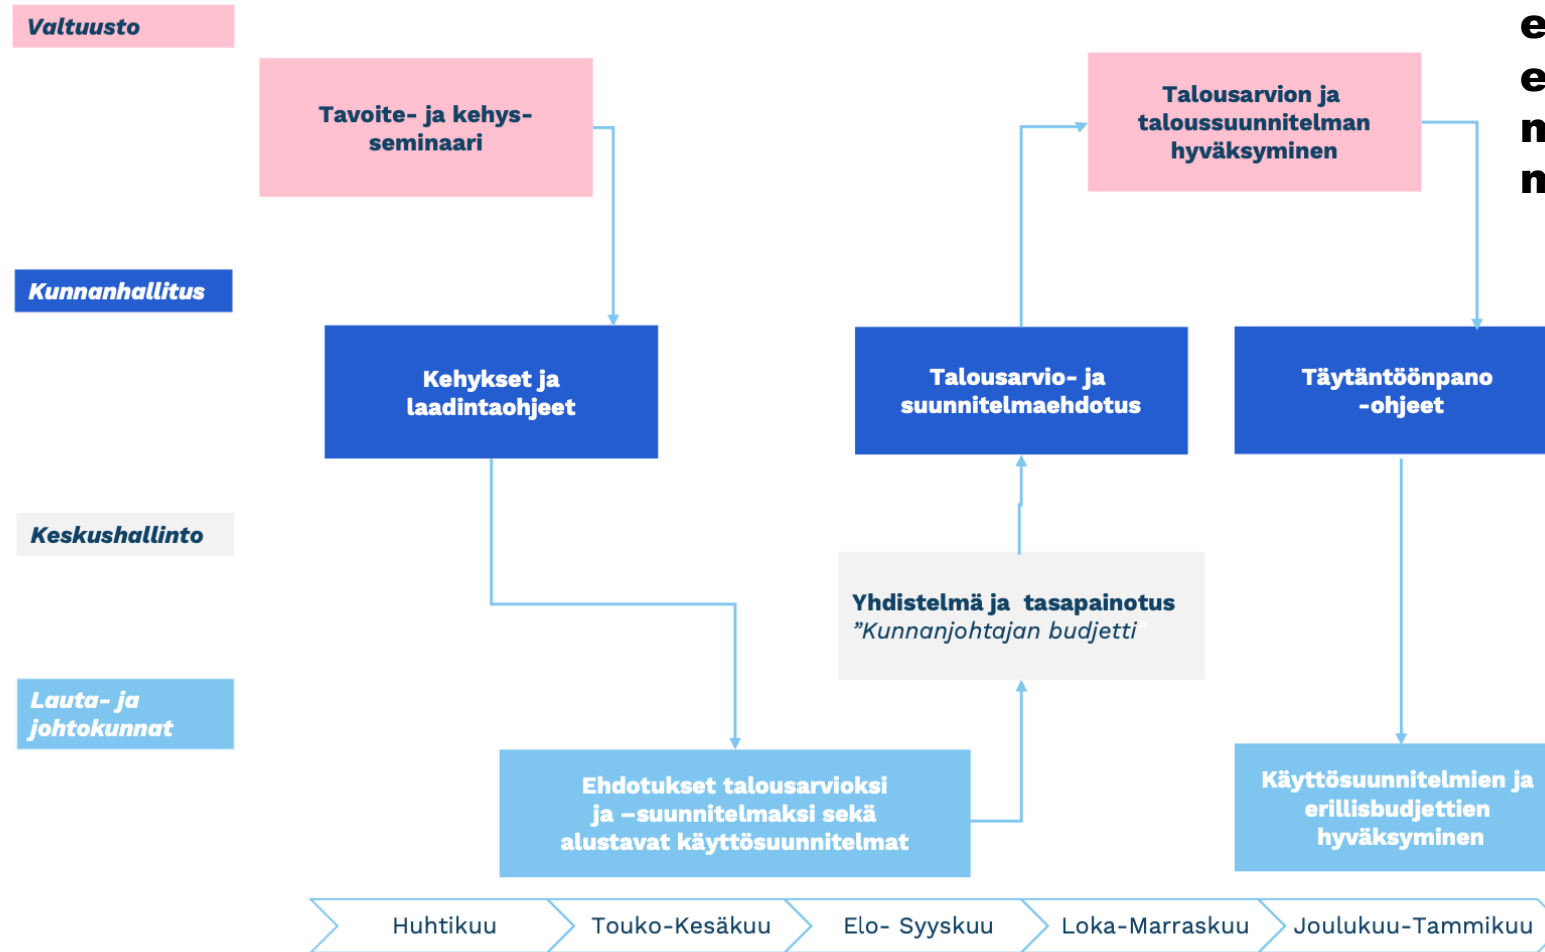 Valtuusto
Tavoite- ja kehys-
seminaari
Talousarvion ja
taloussuunnitelman
hyväksyminen
Kunnanhallitus
Kehykset ja
laadintaohjeet
Talousarvio- ja
suunnitelmaehdotus
Täytäntöönpano
-ohjeet
Keskushallinto
Yhdistelmä ja  tasapainotus
”Kunnanjohtajan budjetti”
Lauta- ja
johtokunnat
Ehdotukset talousarvioksi
ja –suunnitelmaksi sekä
alustavat käyttösuunnitelmat
Käyttösuunnitelmien ja
erillisbudjettien
hyväksyminen
Huhtikuu
Touko-Kesäkuu
Elo- Syyskuu
Loka-Marraskuu
Joulukuu-Tammikuu